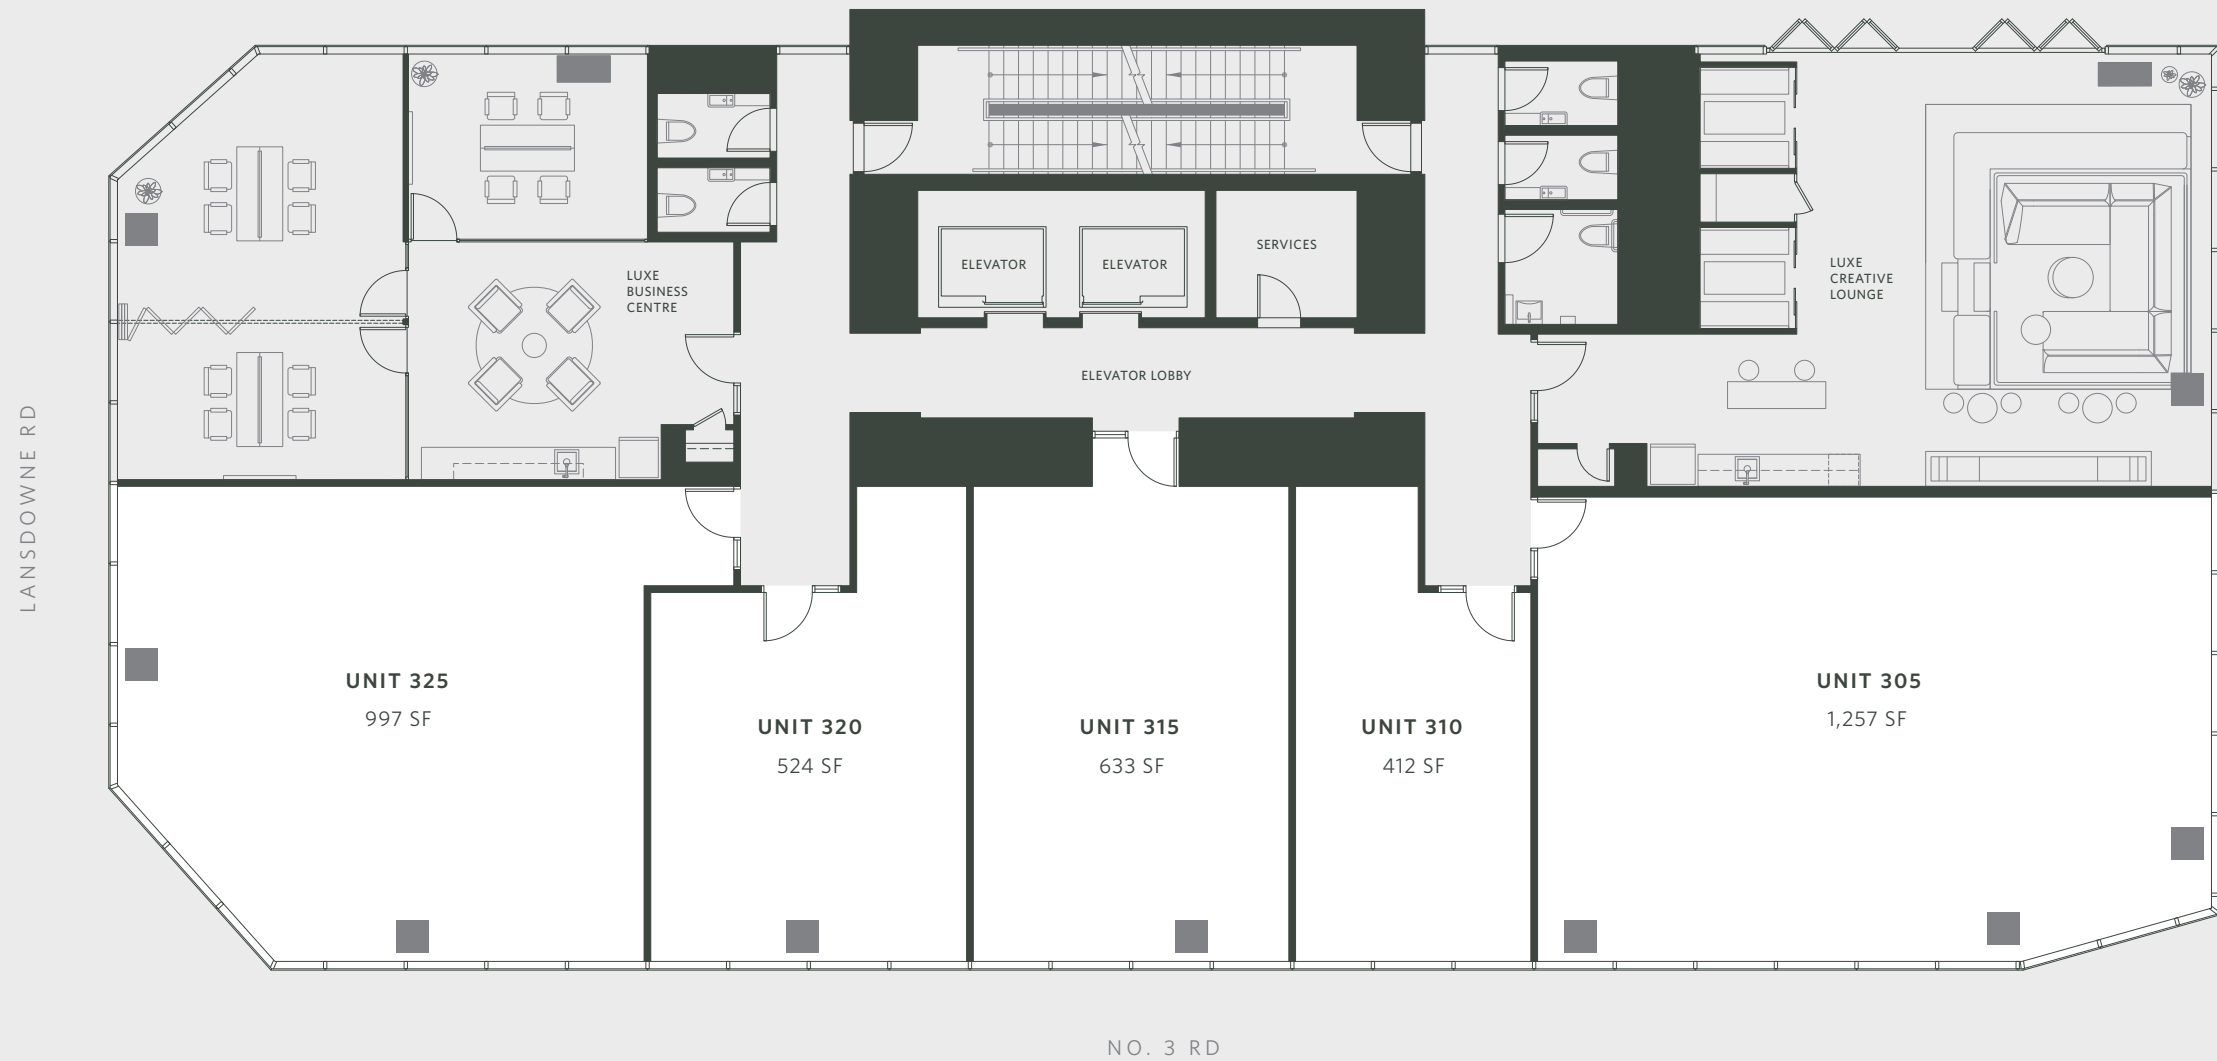 SERVICES
ELEVATOR
ELEVATOR
LUXE
BUSINESS
CENTRE
LUXE
CREATIVE
LOUNGE
ELEVATOR LOBBY
LANSDOWNE RD
UNIT 325
997 SF
UNIT 320
524 SF
UNIT 315
633 SF
UNIT 310
412 SF
UNIT 305
1,257 SF
NO. 3 RD